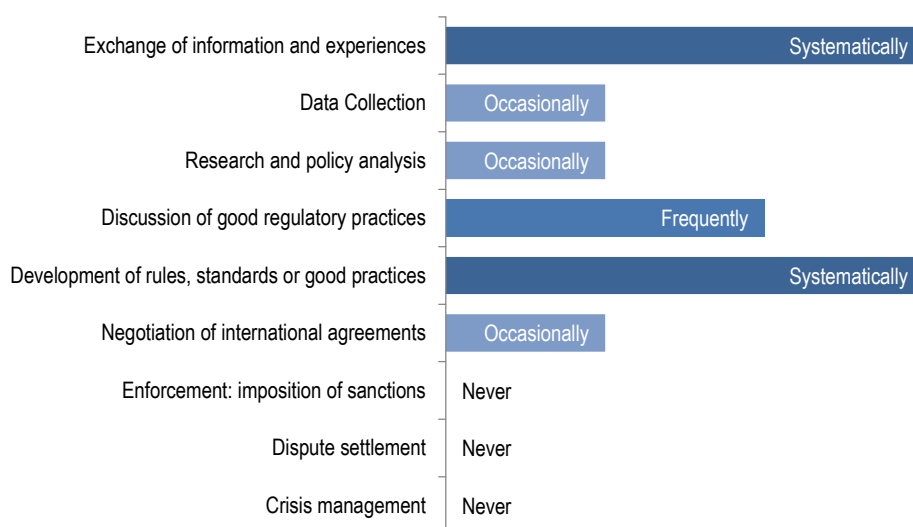 Exchange of information and experiences Systematically
Data Collection Occasionally
Research and policy analysis Occasionally
Discussion of good regulatory practices Frequently
Development of rules, standards or good practices Systematically
Negotiation of international agreements Occasionally
Enforcement: imposition of sanctions Never
Dispute settlement Never
Crisis management Never